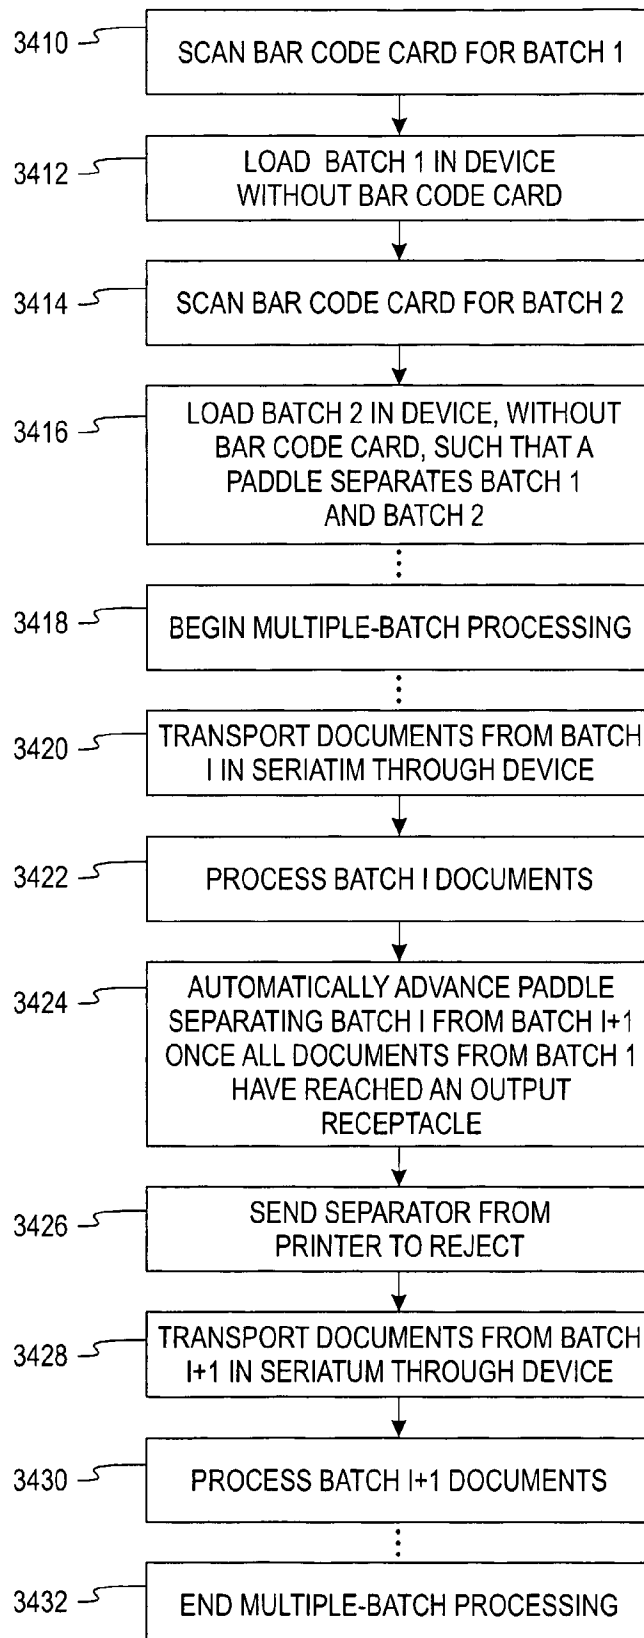 3410
SCAN BAR CODE CARD FOR BATCH 1
3412
LOAD BATCH 1 IN DEVICE
WITHOUT BAR CODE CARD
3414
SCAN BAR CODE CARD FOR BATCH 2
3416
LOAD BATCH 2 IN DEVICE, WITHOUT
BAR CODE CARD, SUCH THAT A
PADDLE SEPARATES BATCH 1
AND BATCH 2
3418
BEGIN MULTIPLE-BATCH PROCESSING
3420
TRANSPORT DOCUMENTS FROM BATCH
I IN SERIATIM THROUGH DEVICE
3422
PROCESS BATCH I DOCUMENTS
3424
AUTOMATICALLY ADVANCE PADDLE
SEPARATING BATCH I FROM BATCH I+1
ONCE ALL DOCUMENTS FROM BATCH 1
HAVE REACHED AN OUTPUT
RECEPTACLE
3426
SEND SEPARATOR FROM
PRINTER TO REJECT
3428
TRANSPORT DOCUMENTS FROM BATCH
I+1 IN SERIATUM THROUGH DEVICE
3430
PROCESS BATCH I+1 DOCUMENTS
3432
END MULTIPLE-BATCH PROCESSING